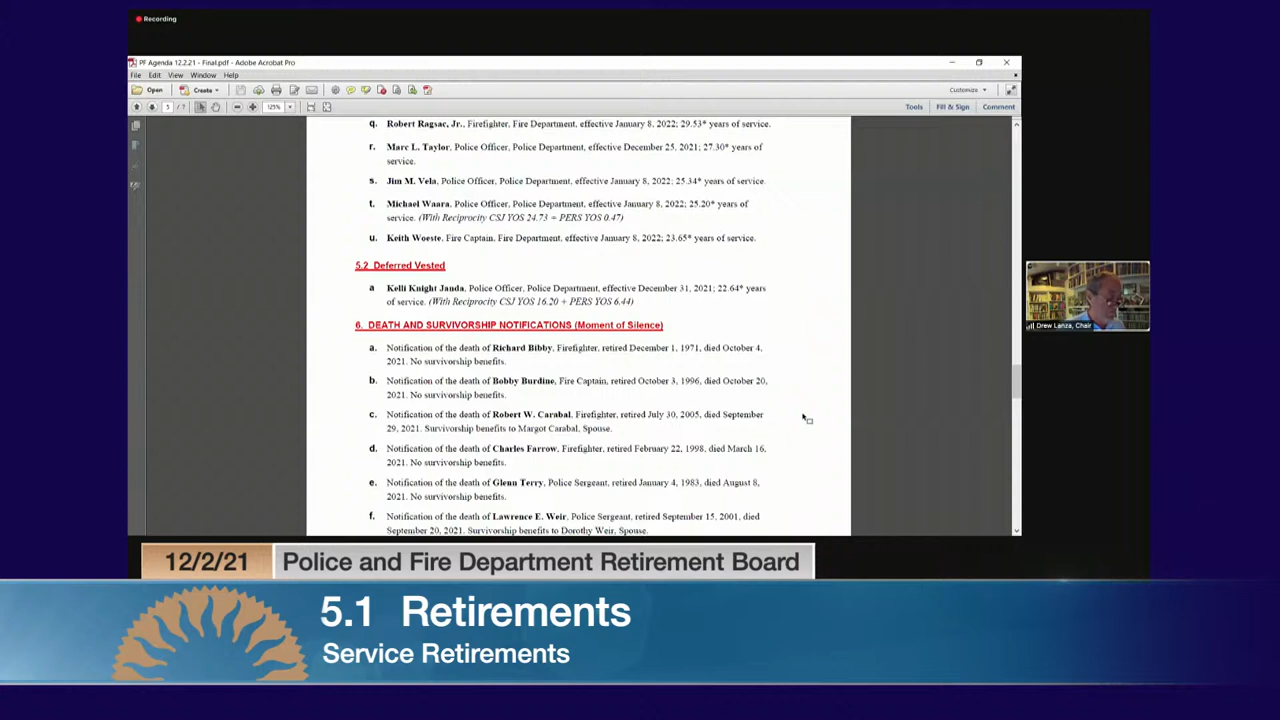 Recording
PF Agenda 12.2.21 - Final.pdf - Adobe Acrobat Pro
File Edit View Window Help
Open Create Customize
5 / 7 125% Tools Fill & Sign Comment
q. Robert Ragsac, Jr., Firefighter, Fire Department, effective January 8, 2022; 29.53* years of service.
r. Marc L. Taylor, Police Officer, Police Department, effective December 25, 2021; 27.30* years of
service.
s. Jim M. Vela, Police Officer, Police Department, effective January 8, 2022; 25.34* years of service.
t. Michael Waara, Police Officer, Police Department, effective January 8, 2022; 25.20* years of
service. (With Reciprocity CSJ YOS 24.73 + PERS YOS 0.47)
u. Keith Woeste, Fire Captain, Fire Department, effective January 8, 2022; 23.65* years of service.
5.2 Deferred Vested
a Kelli Knight Janda, Police Officer, Police Department, effective December 31, 2021; 22.64* years
of service. (With Reciprocity CSJ YOS 16.20 + PERS YOS 6.44)
6. DEATH AND SURVIVORSHIP NOTIFICATIONS (Moment of Silence)
a. Notification of the death of Richard Bibby, Firefighter, retired December 1, 1971, died October 4,
2021. No survivorship benefits.
b. Notification of the death of Bobby Burdine, Fire Captain, retired October 3, 1996, died October 20,
2021. No survivorship benefits.
c. Notification of the death of Robert W. Carabal, Firefighter, retired July 30, 2005, died September
29, 2021. Survivorship benefits to Margot Carabal, Spouse.
d. Notification of the death of Charles Farrow, Firefighter, retired February 22, 1998, died March 16,
2021. No survivorship benefits.
e. Notification of the death of Glenn Terry, Police Sergeant, retired January 4, 1983, died August 8,
2021. No survivorship benefits.
f. Notification of the death of Lawrence E. Weir, Police Sergeant, retired September 15, 2001, died
September 20, 2021. Survivorship benefits to Dorothy Weir, Spouse.
Drew Lanza, Chair
12/2/21 Police and Fire Department Retirement Board
5.1 Retirements
Service Retirements